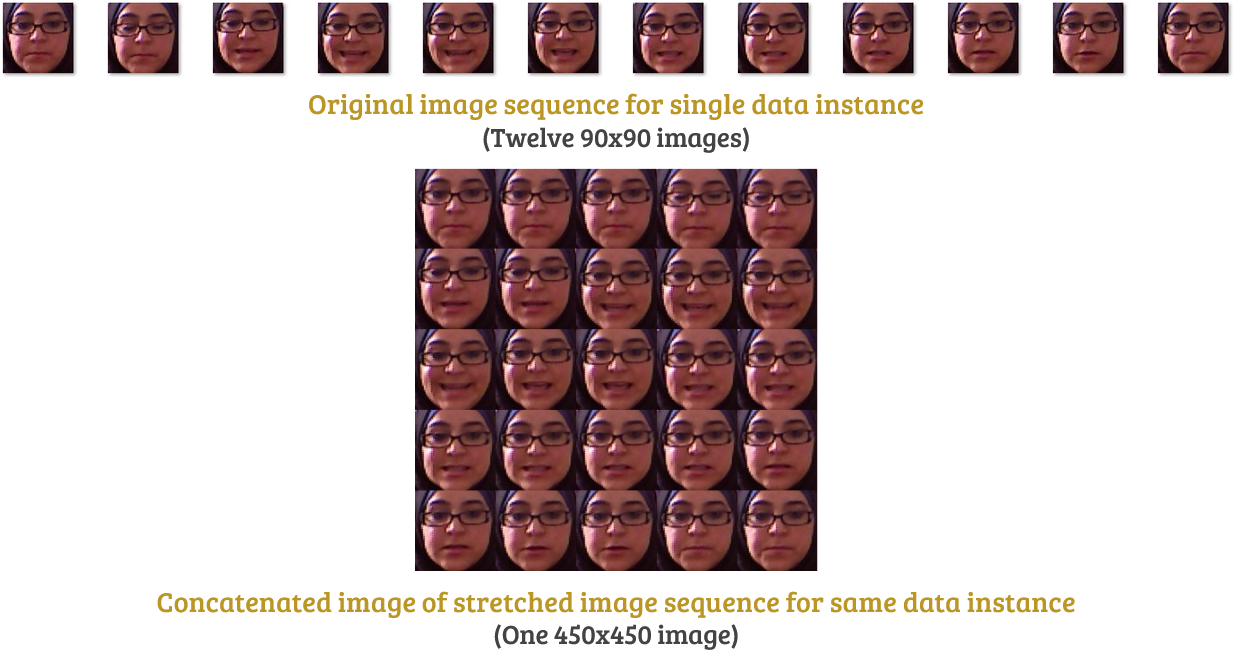 Original image sequence for single data instance
(Twelve 90x90 images)
Concatenated image of stretched image sequence for same data instance
(One 450x450 image)